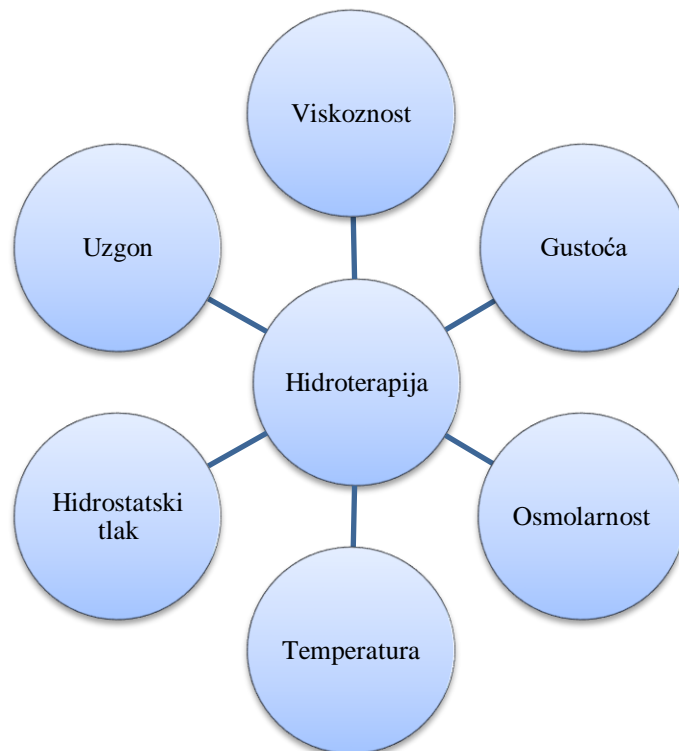 Viskoznost
Uzgon
Gustoća
Hidroterapija
Hidrostatski
tlak
Osmolarnost
Temperatura